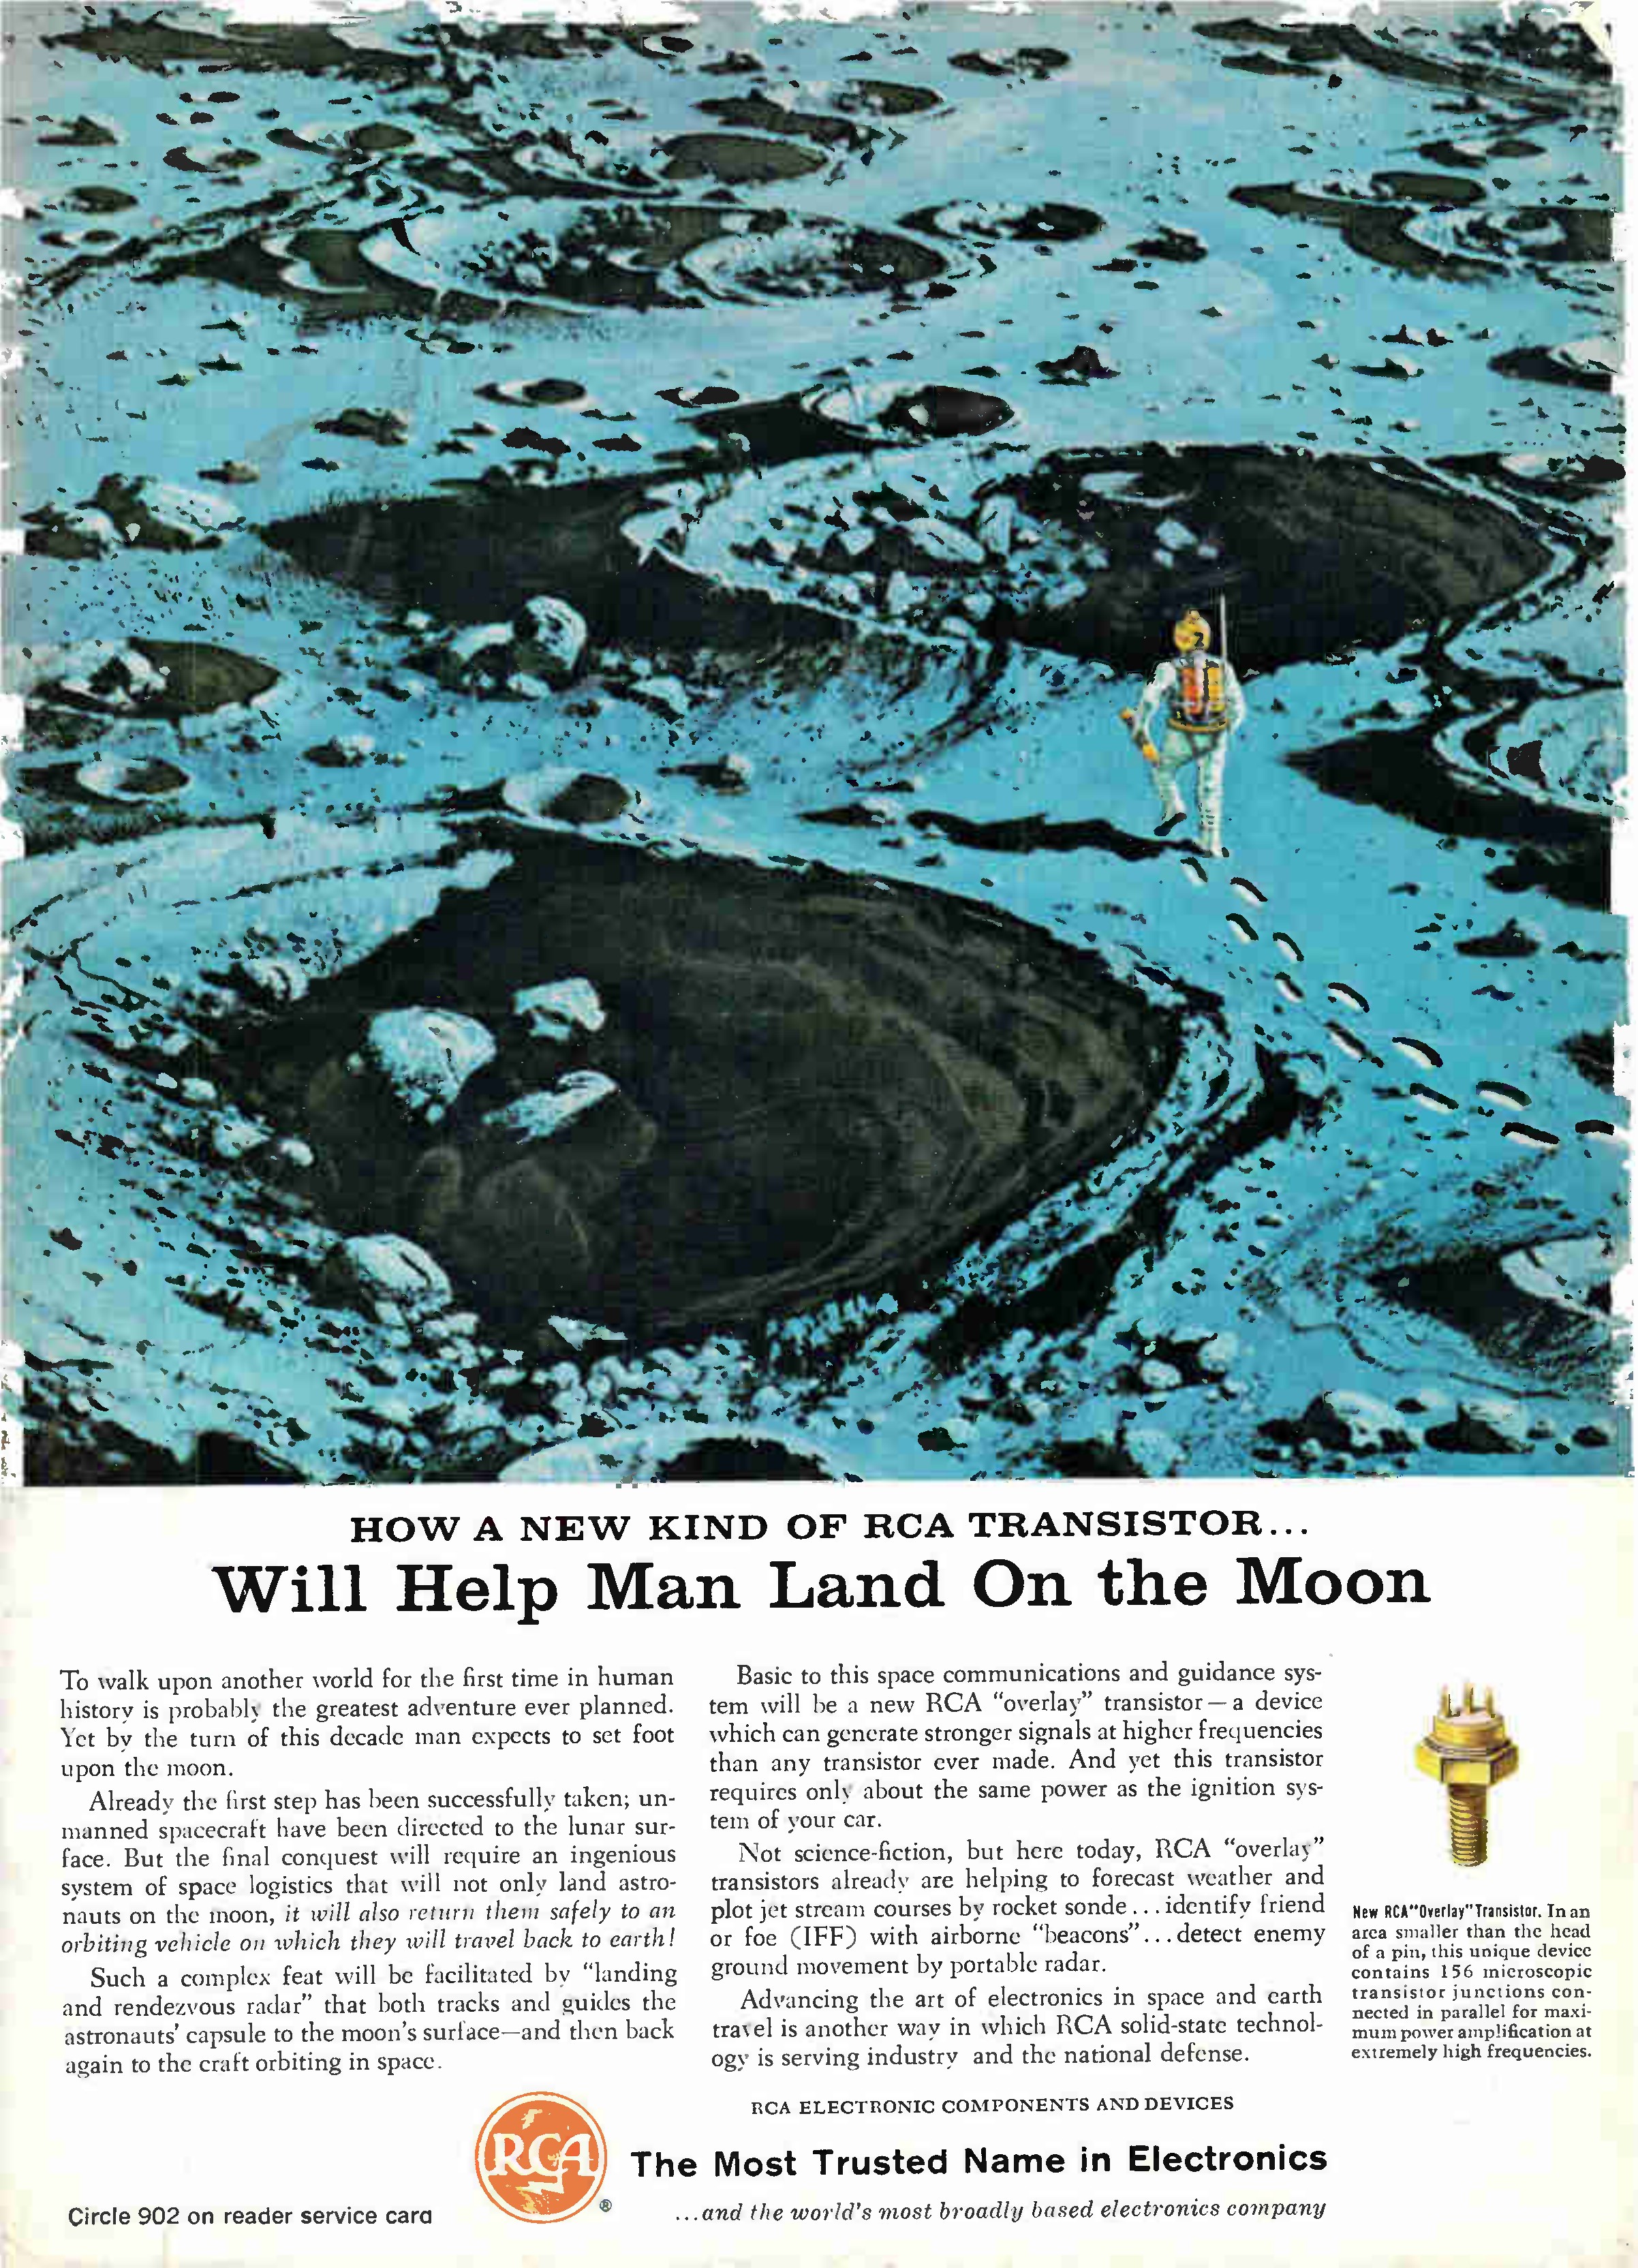 HOW A NEW KIND OF RCA TRANSISTOR...
Will Help Man Land On the Moon
To walk upon another world for the first time in human
history is probably the greatest adventure ever planned.
Yet by the turn of this decade man expects to set foot
upon the moon.
Already the first step has been successfully taken; un-
manned spacecraft have been directed to the lunar sur-
face. But the final conquest will require an ingenious
system of space logistics that will not only land astro-
nauts on the moon, it will also return them safely to an
orbiting vehicle on which they will travel back to earth!
Such a complex feat will be facilitated by “landing
and rendezvous radar” that both tracks and guides the
astronauts’ capsule to the moon’s surface—and then back
again to the craft orbiting in space.
Basic to this space communications and guidance sys-
tem will be a new RCA “overlay” transistor—a device
which can generate stronger signals at higher frequencies
than any transistor ever made. And yet this transistor
requires only about the same power as the ignition sys-
tem of your car.
Not science-fiction, but here today, RCA “overlay”
transistors already are helping to forecast weather and
plot jet stream courses by rocket sonde...identify friend
or foe (IFF) with airborne “beacons”...detect enemy
ground movement by portable radar.
Advancing the art of electronics in space and earth
travel is another way in which RCA solid-state technol-
ogy is serving industry and the national defense.
New RCA “Overlay” Transistor. In an
area smaller than the head
of a pin, this unique device
contains 156 microscopic
transistor junctions con-
nected in parallel for maxi-
mum power amplification at
extremely high frequencies.
RCA ELECTRONIC COMPONENTS AND DEVICES
RCA
®
The Most Trusted Name in Electronics
...and the world's most broadly based electronics company
Circle 902 on reader service card